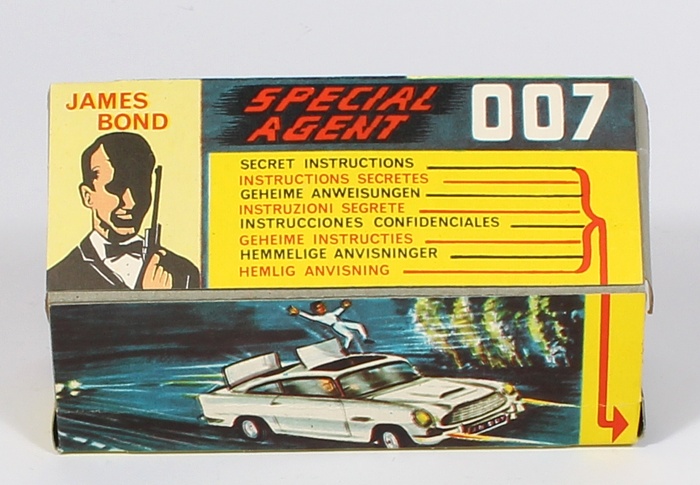 JAMES
BOND
SPECIAL
AGENT
007
SECRET INSTRUCTIONS
INSTRUCTIONS SECRETES
GEHEIME ANWEISUNGEN
INSTRUZIONI SEGRETE
INSTRUCCIONES CONFIDENCIALES
GEHEIME INSTRUCTIES
HEMMELIGE ANVISNINGER
HEMLIG ANVISNING